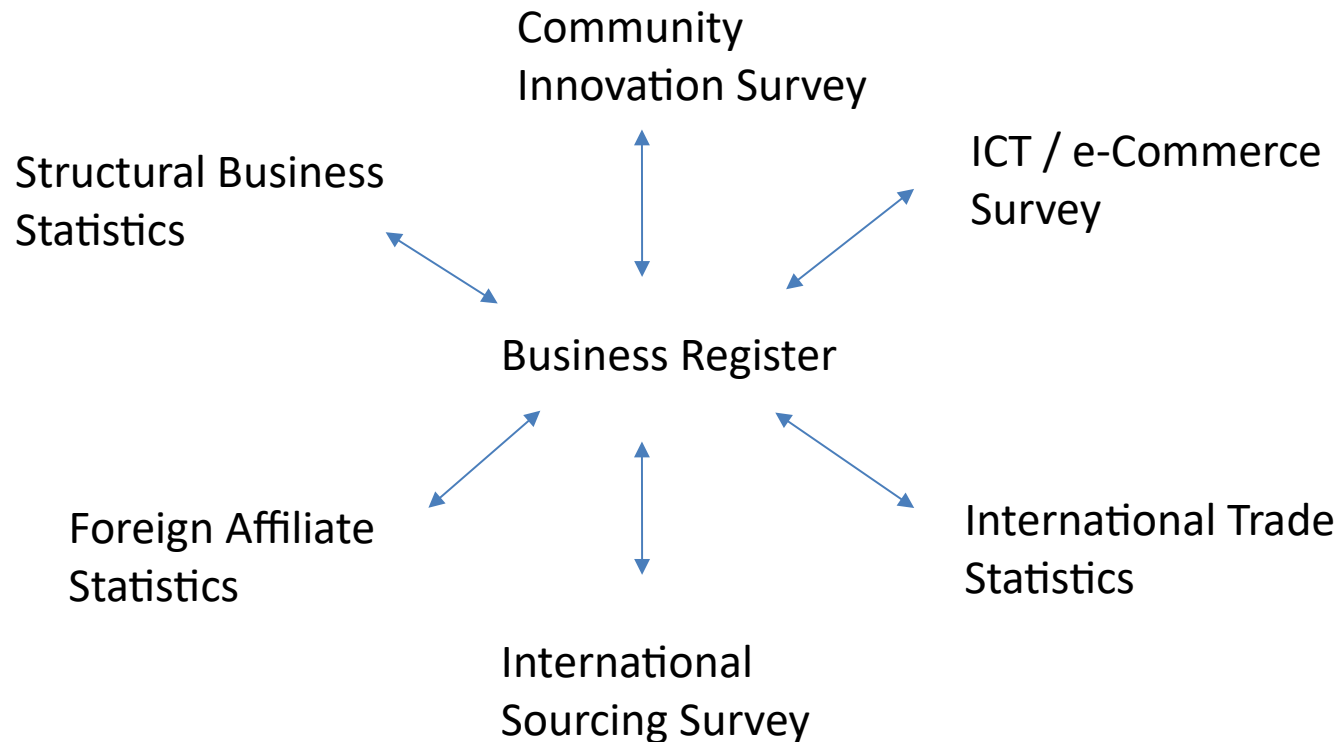 Community
Innovation Survey
ICT / e-Commerce
Survey
Structural Business
Statistics
Business Register
Foreign Affiliate
Statistics
International Trade
Statistics
International
Sourcing Survey